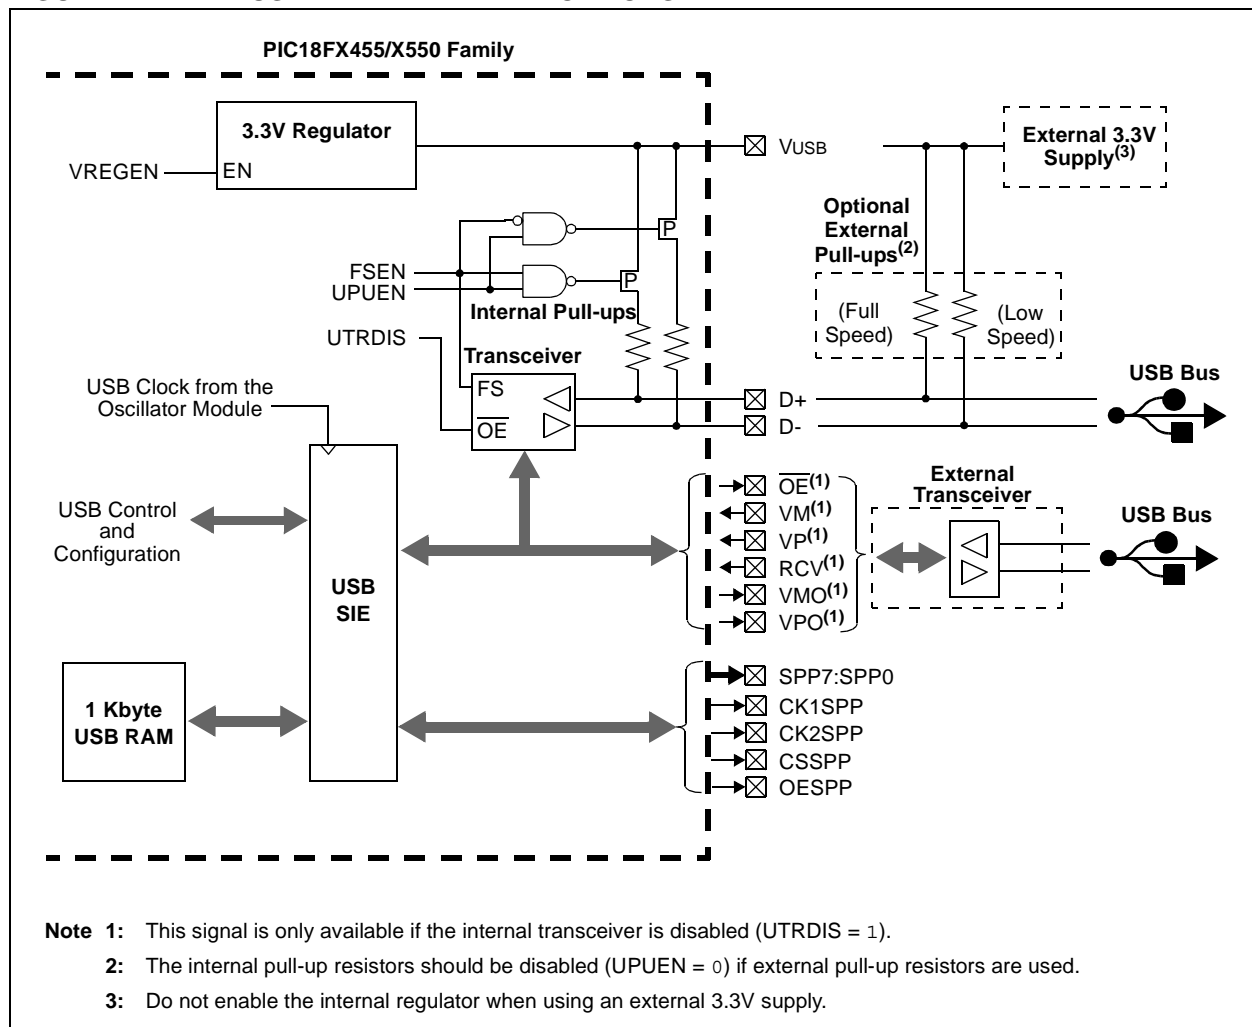 PIC18FX455/X550 Family
3.3V Regulator
EN
VREGEN
VUSB
External 3.3V
Supply(3)
Optional
External
Pull-ups(2)
P
P
FSEN
UPUEN
Internal Pull-ups
(Full
Speed)
(Low
Speed)
UTRDIS
Transceiver
FS
OE
USB Clock from the
Oscillator Module
D+
D-
USB Bus
USB Control
and
Configuration
USB
SIE
OE(1)
VM(1)
VP(1)
RCV(1)
VMO(1)
VPO(1)
External
Transceiver
USB Bus
1 Kbyte
USB RAM
SPP7:SPP0
CK1SPP
CK2SPP
CSSPP
OESPP
Note 1: This signal is only available if the internal transceiver is disabled (UTRDIS = 1).
2: The internal pull-up resistors should be disabled (UPUEN = 0) if external pull-up resistors are used.
3: Do not enable the internal regulator when using an external 3.3V supply.